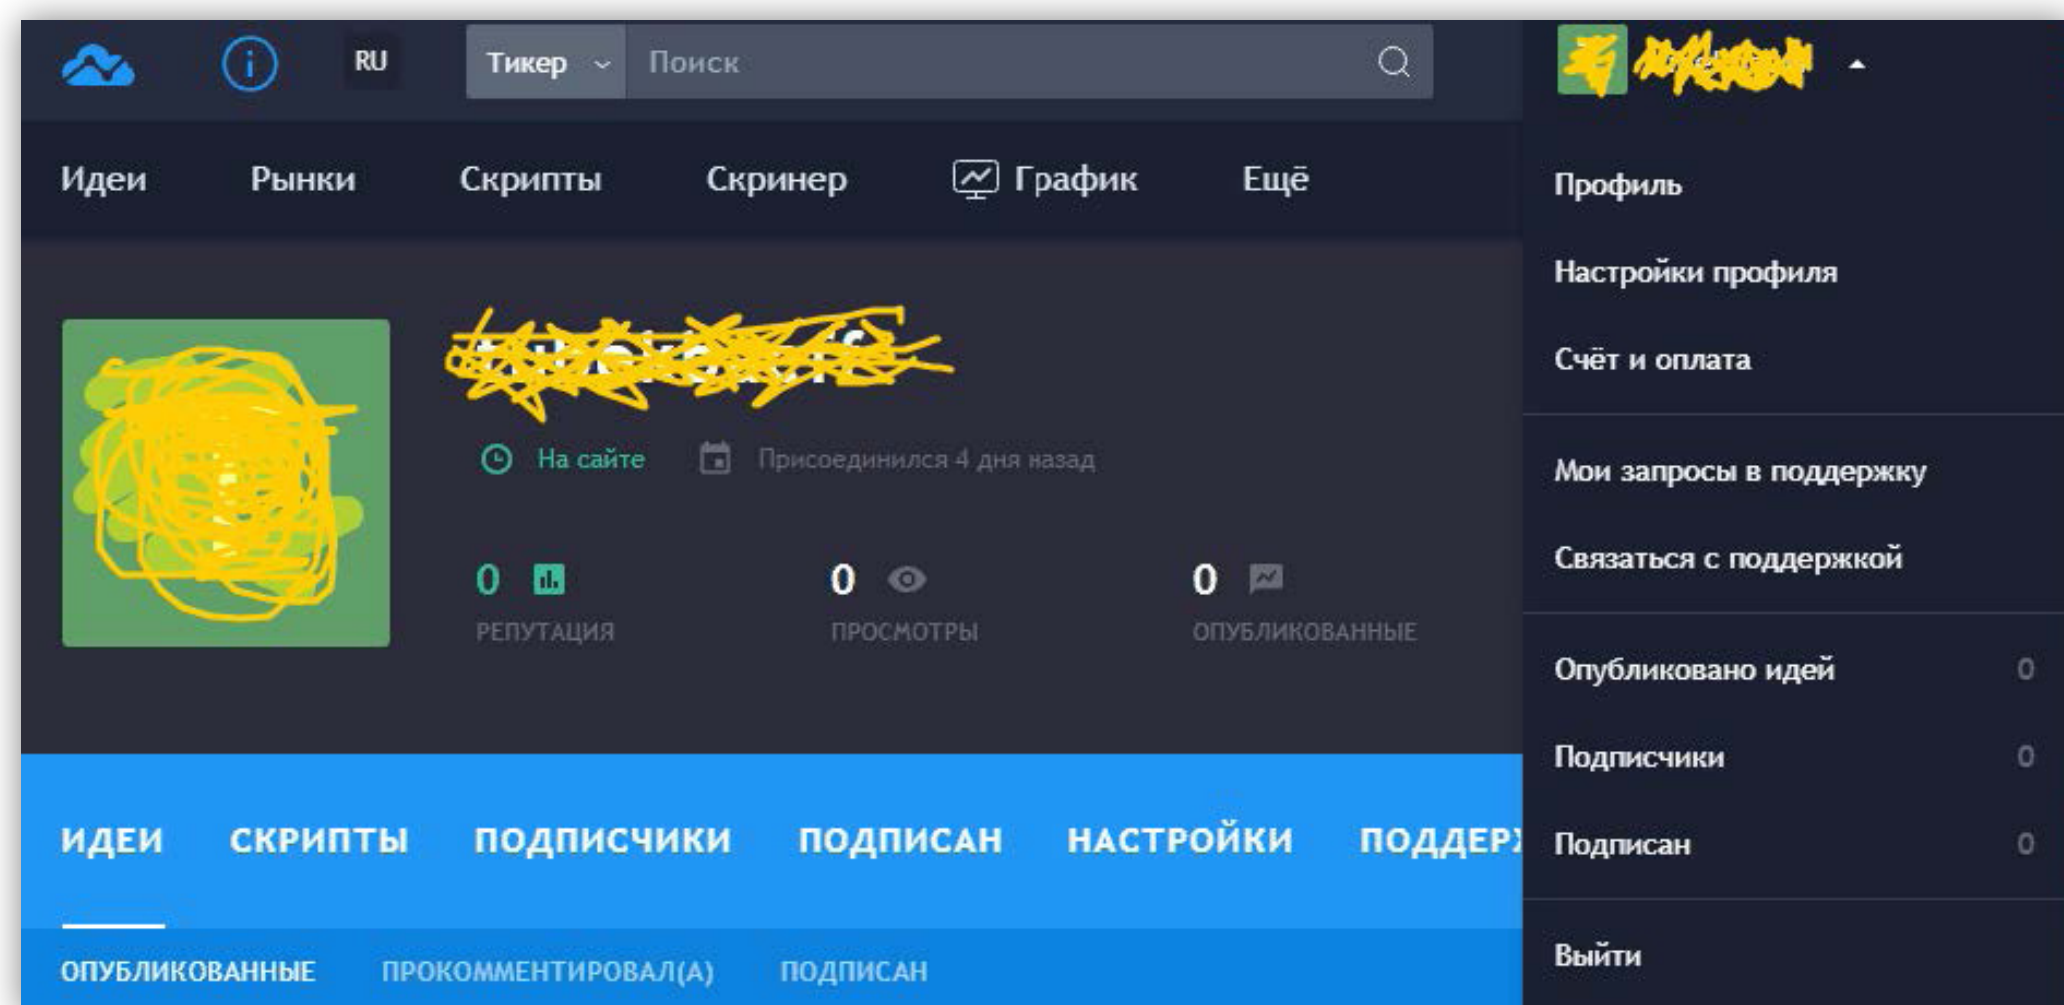 RU
Тикер
Поиск
Идеи
Рынки
Скрипты
Скринер
График
Ещё
На сайте
Присоединился 4 дня назад
0
0
0
РЕПУТАЦИЯ
ПРОСМОТРЫ
ОПУБЛИКОВАННЫЕ
ИДЕИ
СКРИПТЫ
ПОДПИСЧИКИ
ПОДПИСАН
НАСТРОЙКИ
ПОДДЕР
ОПУБЛИКОВАННЫЕ
ПРОКОММЕНТИРОВАЛ(А)
ПОДПИСАН
Профиль
Настройки профиля
Счёт и оплата
Мои запросы в поддержку
Связаться с поддержкой
Опубликовано идей 0
Подписчики 0
Подписан 0
Выйти